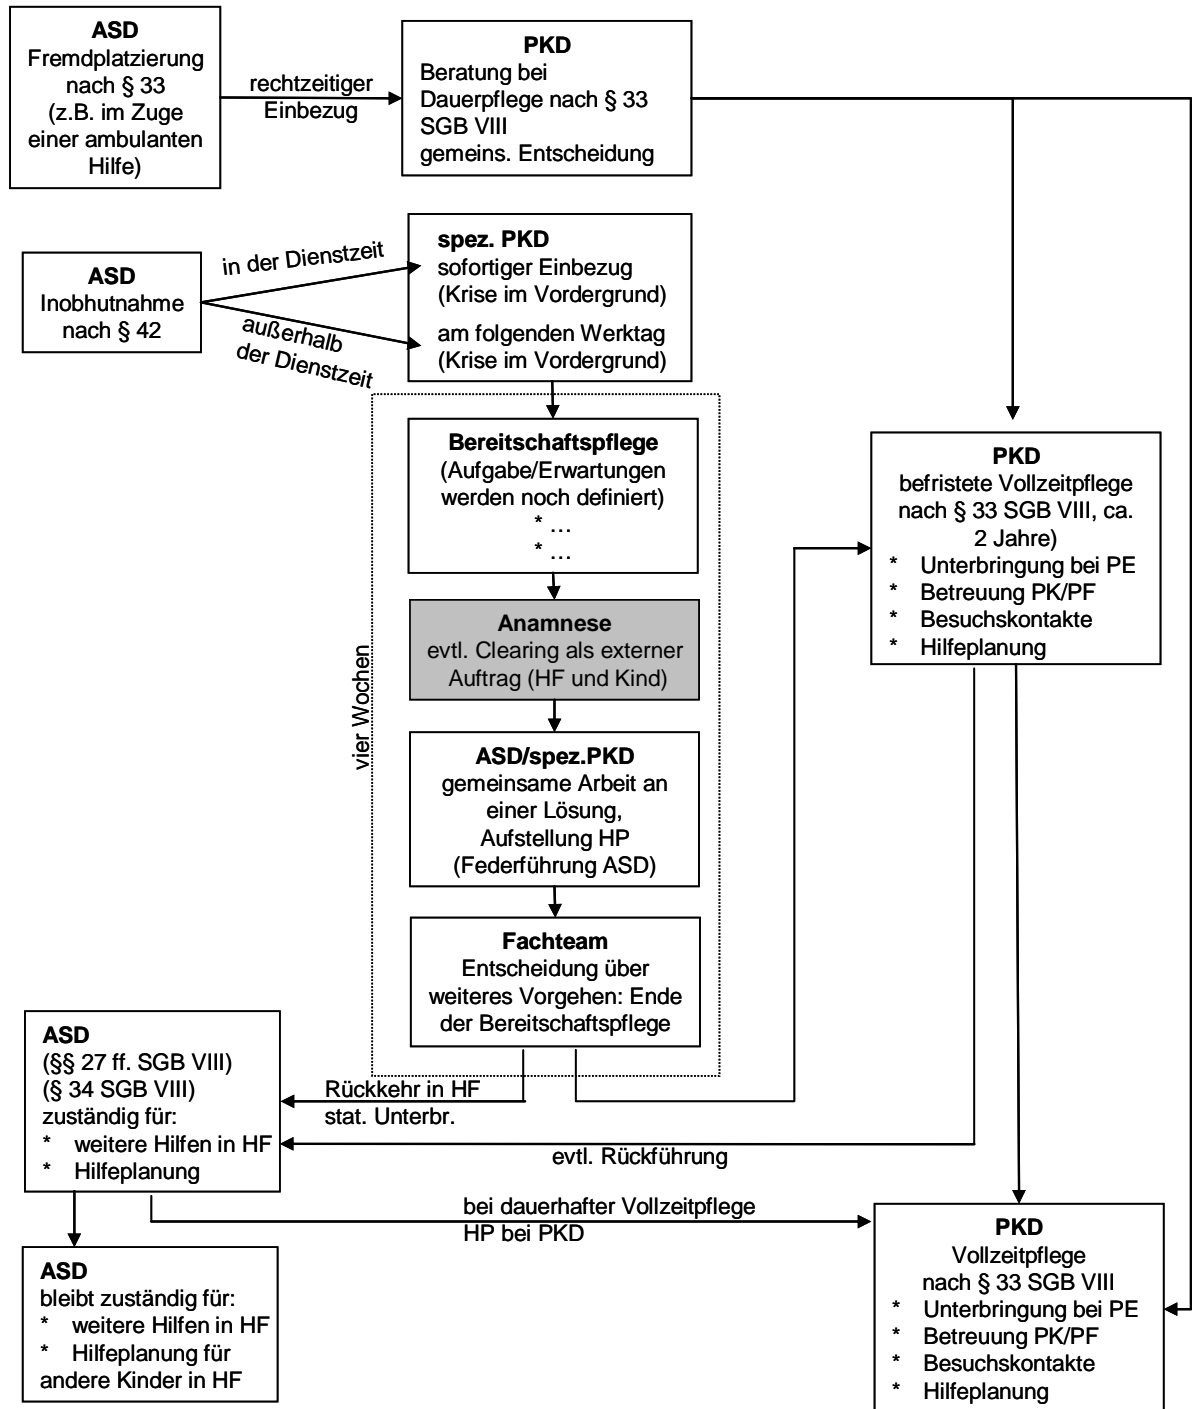 ASD
Fremdplatzierung
nach § 33
(z.B. im Zuge
einer ambulanten
Hilfe)
rechtzeitiger
Einbezug
PKD
Beratung bei
Dauerpflege nach § 33
SGB VIII
gemeins. Entscheidung
ASD
Inobhutnahme
nach § 42
in der Dienstzeit
außerhalb
der Dienstzeit
spez. PKD
sofortiger Einbezug
(Krise im Vordergrund)
am folgenden Werktag
(Krise im Vordergrund)
vier Wochen
Bereitschaftspflege
(Aufgabe/Erwartungen
werden noch definiert)
* ...
* ...
Anamnese
evtl. Clearing als externer
Auftrag (HF und Kind)
ASD/spez.PKD
gemeinsame Arbeit an
einer Lösung,
Aufstellung HP
(Federführung ASD)
Fachteam
Entscheidung über
weiteres Vorgehen: Ende
der Bereitschaftspflege
PKD
befristete Vollzeitpflege
nach § 33 SGB VIII, ca.
2 Jahre)
* Unterbringung bei PE
* Betreuung PK/PF
* Besuchskontakte
* Hilfeplanung
ASD
(§§ 27 ff. SGB VIII)
(§ 34 SGB VIII)
zuständig für:
* weitere Hilfen in HF
* Hilfeplanung
Rückkehr in HF
stat. Unterbr.
evtl. Rückführung
bei dauerhafter Vollzeitpflege
HP bei PKD
ASD
bleibt zuständig für:
* weitere Hilfen in HF
* Hilfeplanung für
andere Kinder in HF
PKD
Vollzeitpflege
nach § 33 SGB VIII
* Unterbringung bei PE
* Betreuung PK/PF
* Besuchskontakte
* Hilfeplanung